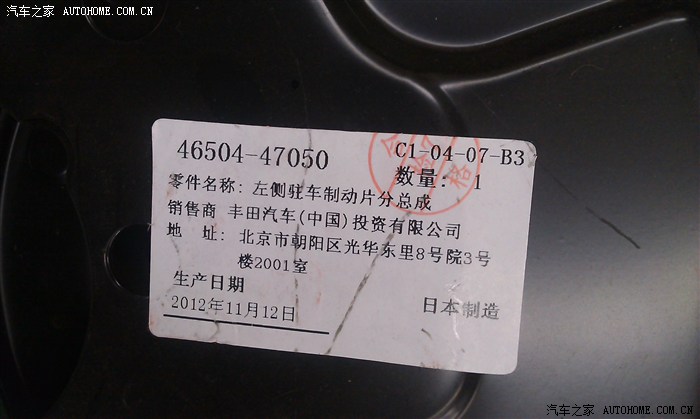 汽车之家 AUTOHOME.COM.CN
46504-47050 C1-04-07-B3
数量: 1
零件名称: 左侧驻车制动片分总成
销售商 丰田汽车(中国)投资有限公司
地 址: 北京市朝阳区光华东里8号院3号
楼2001室
生产日期
2012年11月12日
日本制造
汽车之家 AUTOHOME.COM.CN